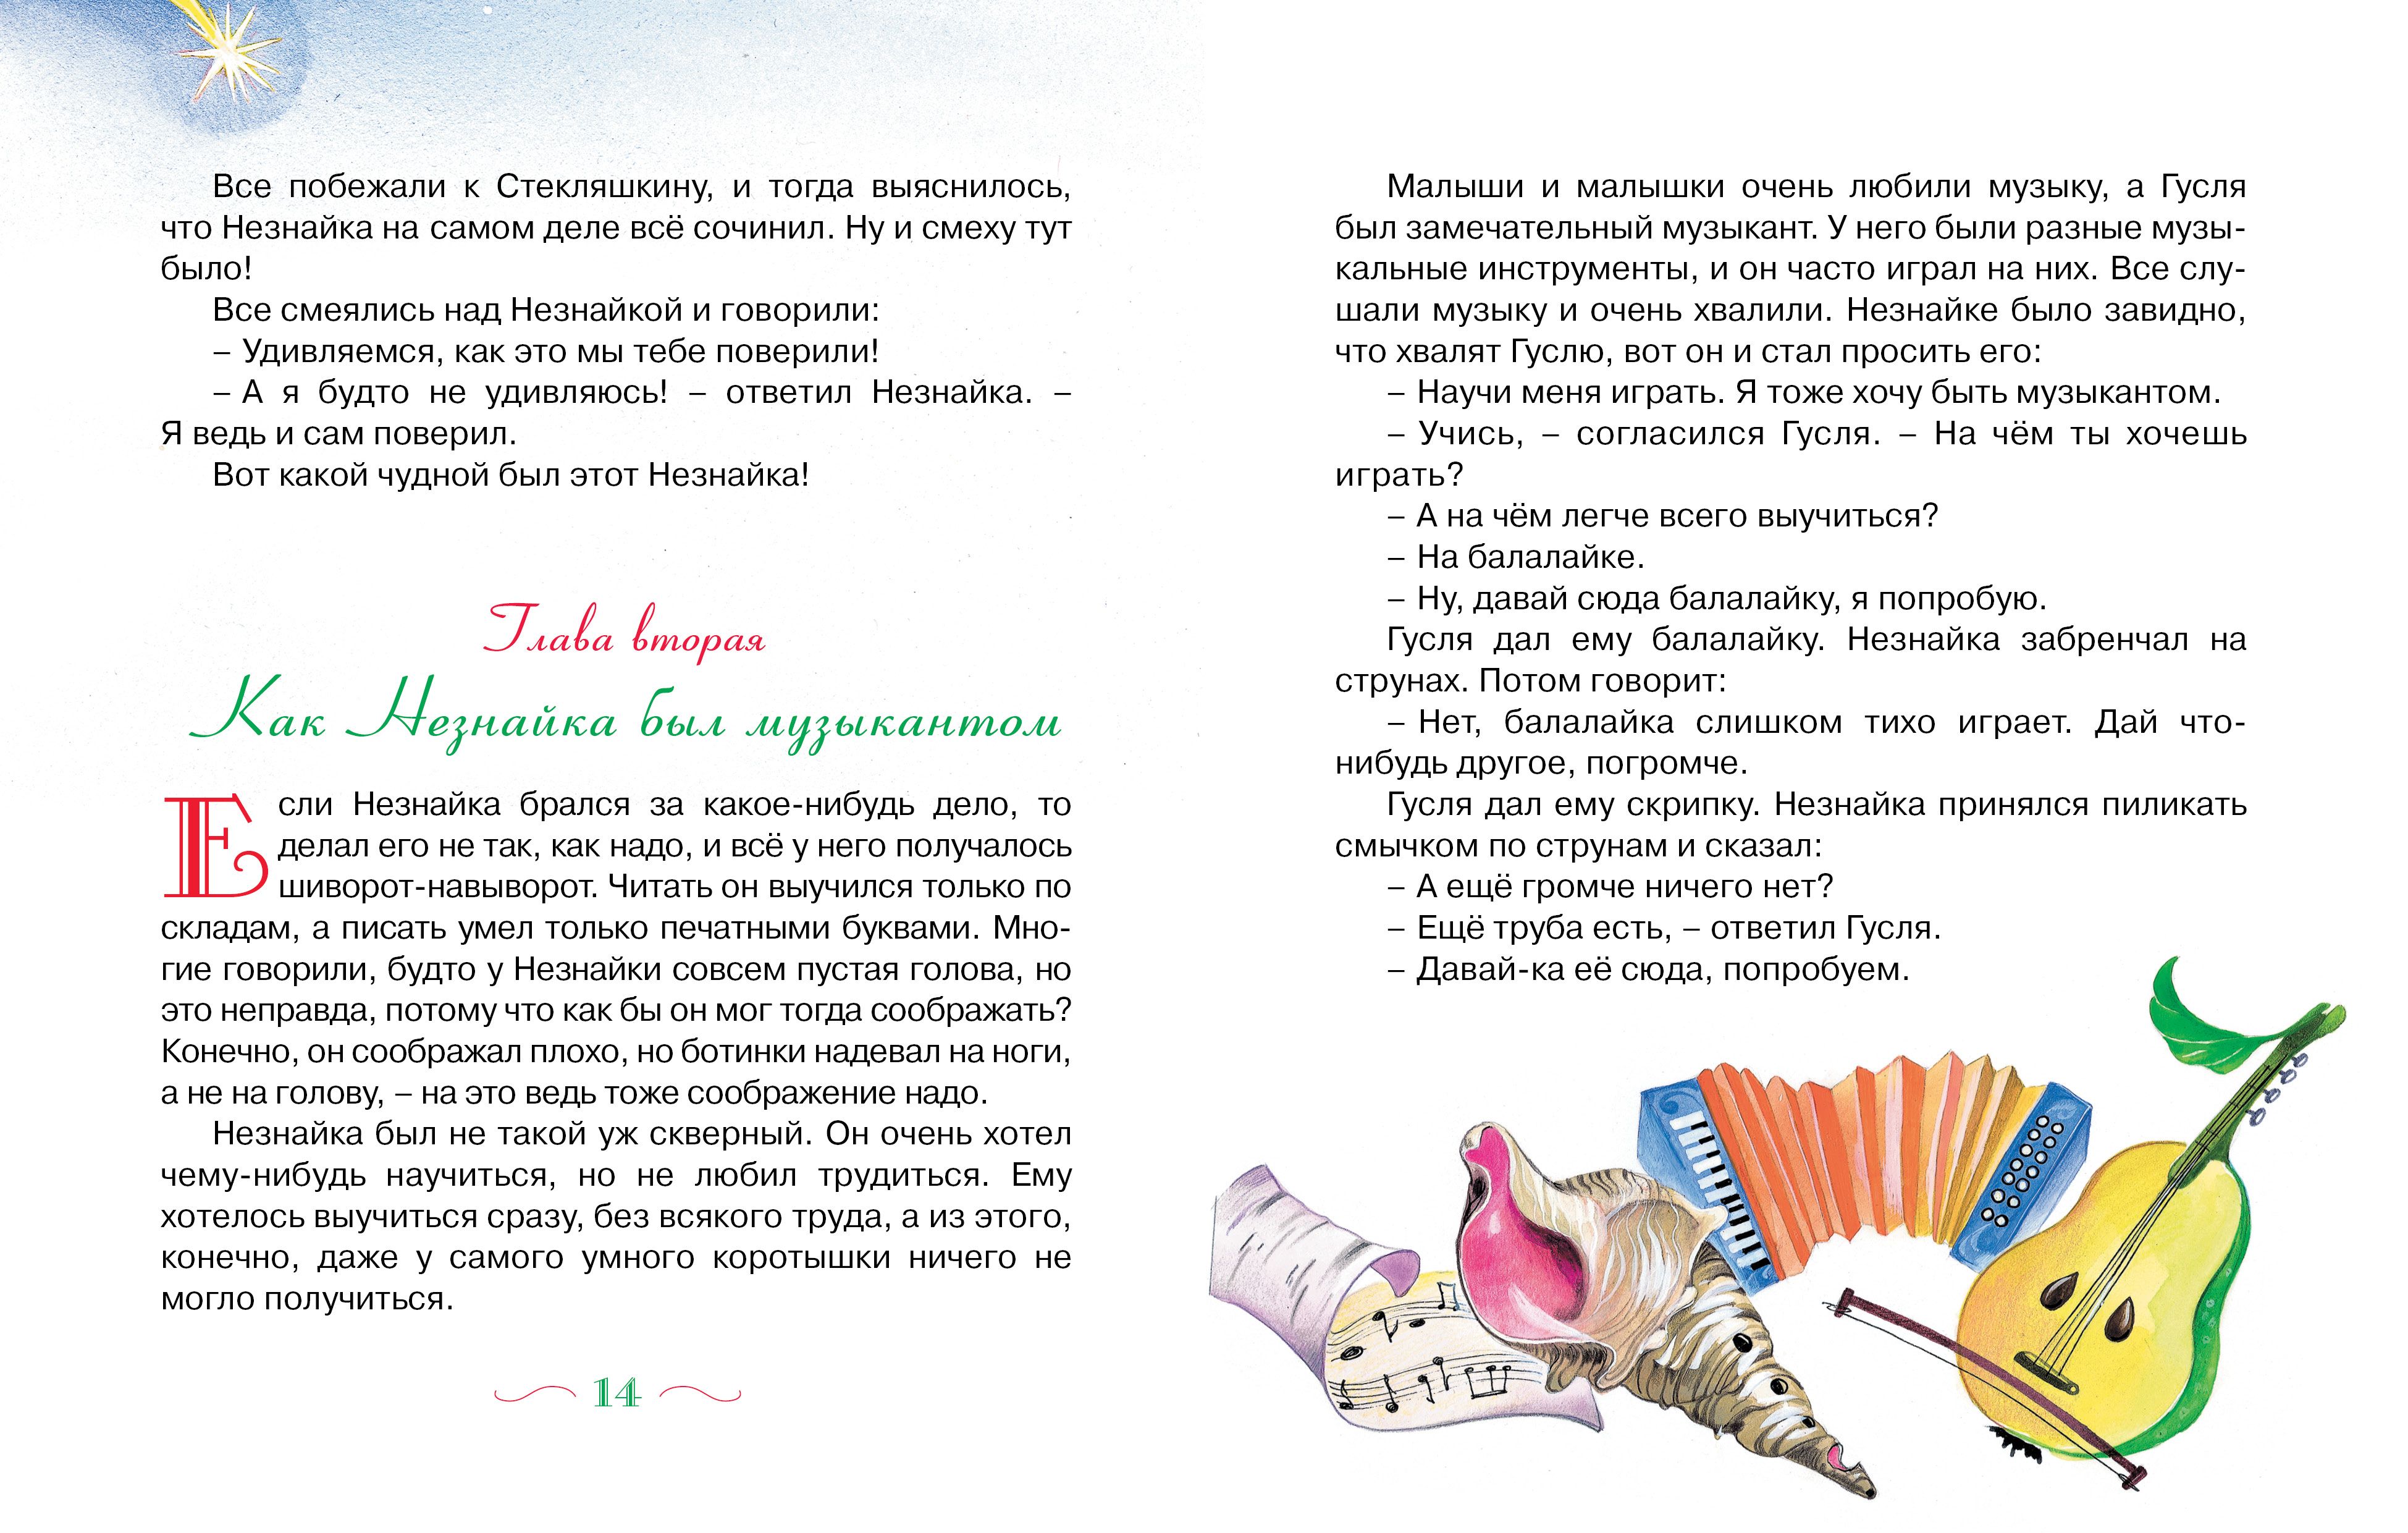 Все побежали к Стекляшкину, и тогда выяснилось,
что Незнайка на самом деле всё сочинил. Ну и смеху тут
было!
Все смеялись над Незнайкой и говорили:
– Удивляемся, как это мы тебе поверили!
– А я будто не удивляюсь! – ответил Незнайка. –
Я ведь и сам поверил.
Вот какой чудной был этот Незнайка!
Глава вторая
Как Незнайка был музыкантом
Если Незнайка брался за какое-нибудь дело, то
делал его не так, как надо, и всё у него получалось
шиворот-навыворот. Читать он выучился только по
складам, а писать умел только печатными буквами. Мно-
гие говорили, будто у Незнайки совсем пустая голова, но
это неправда, потому что как бы он мог тогда соображать?
Конечно, он соображал плохо, но ботинки надевал на ноги,
а не на голову, – на это ведь тоже соображение надо.
Незнайка был не такой уж скверный. Он очень хотел
чему-нибудь научиться, но не любил трудиться. Ему
хотелось выучиться сразу, без всякого труда, а из этого,
конечно, даже у самого умного коротышки ничего не
могло получиться.
14
Малыши и малышки очень любили музыку, а Гусля
был замечательный музыкант. У него были разные музы-
кальные инструменты, и он часто играл на них. Все слу-
шали музыку и очень хвалили. Незнайке было завидно,
что хвалят Гуслю, вот он и стал просить его:
– Научи меня играть. Я тоже хочу быть музыкантом.
– Учись, – согласился Гусля. – На чём ты хочешь
играть?
– А на чём легче всего выучиться?
– На балалайке.
– Ну, давай сюда балалайку, я попробую.
Гусля дал ему балалайку. Незнайка забренчал на
струнах. Потом говорит:
– Нет, балалайка слишком тихо играет. Дай что-
нибудь другое, погромче.
Гусля дал ему скрипку. Незнайка принялся пиликать
смычком по струнам и сказал:
– А ещё громче ничего нет?
– Ещё труба есть, – ответил Гусля.
– Давай-ка её сюда, попробуем.